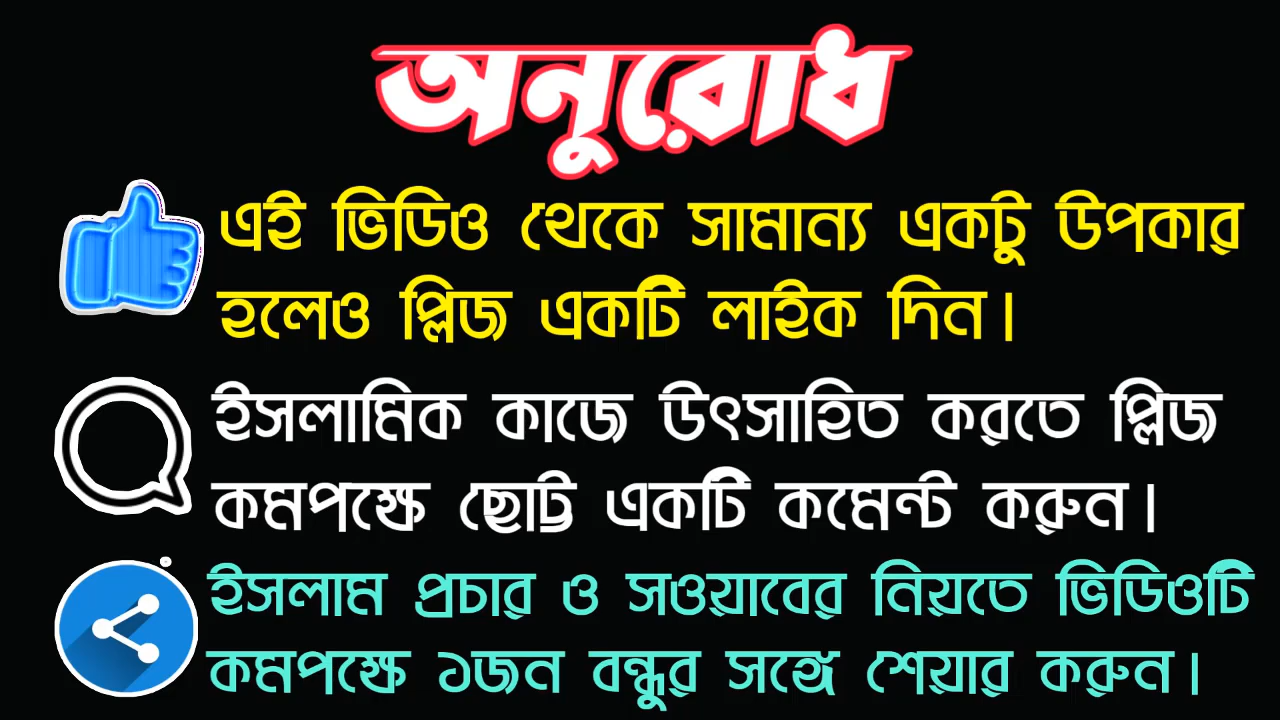 অনুরোধ
এই ভিডিও থেকে সামান্য একটু উপকার
হলেও প্লিজ একটি লাইক দিন।
ইসলামিক কাজে উৎসাহিত করতে প্লিজ
কমপক্ষে ছোট্ট একটি কমেন্ট করুন।
ইসলাম প্রচার ও সওয়াবের নিয়তে ভিডিওটি
কমপক্ষে ১জন বন্ধুর সঙ্গে শেয়ার করুন।